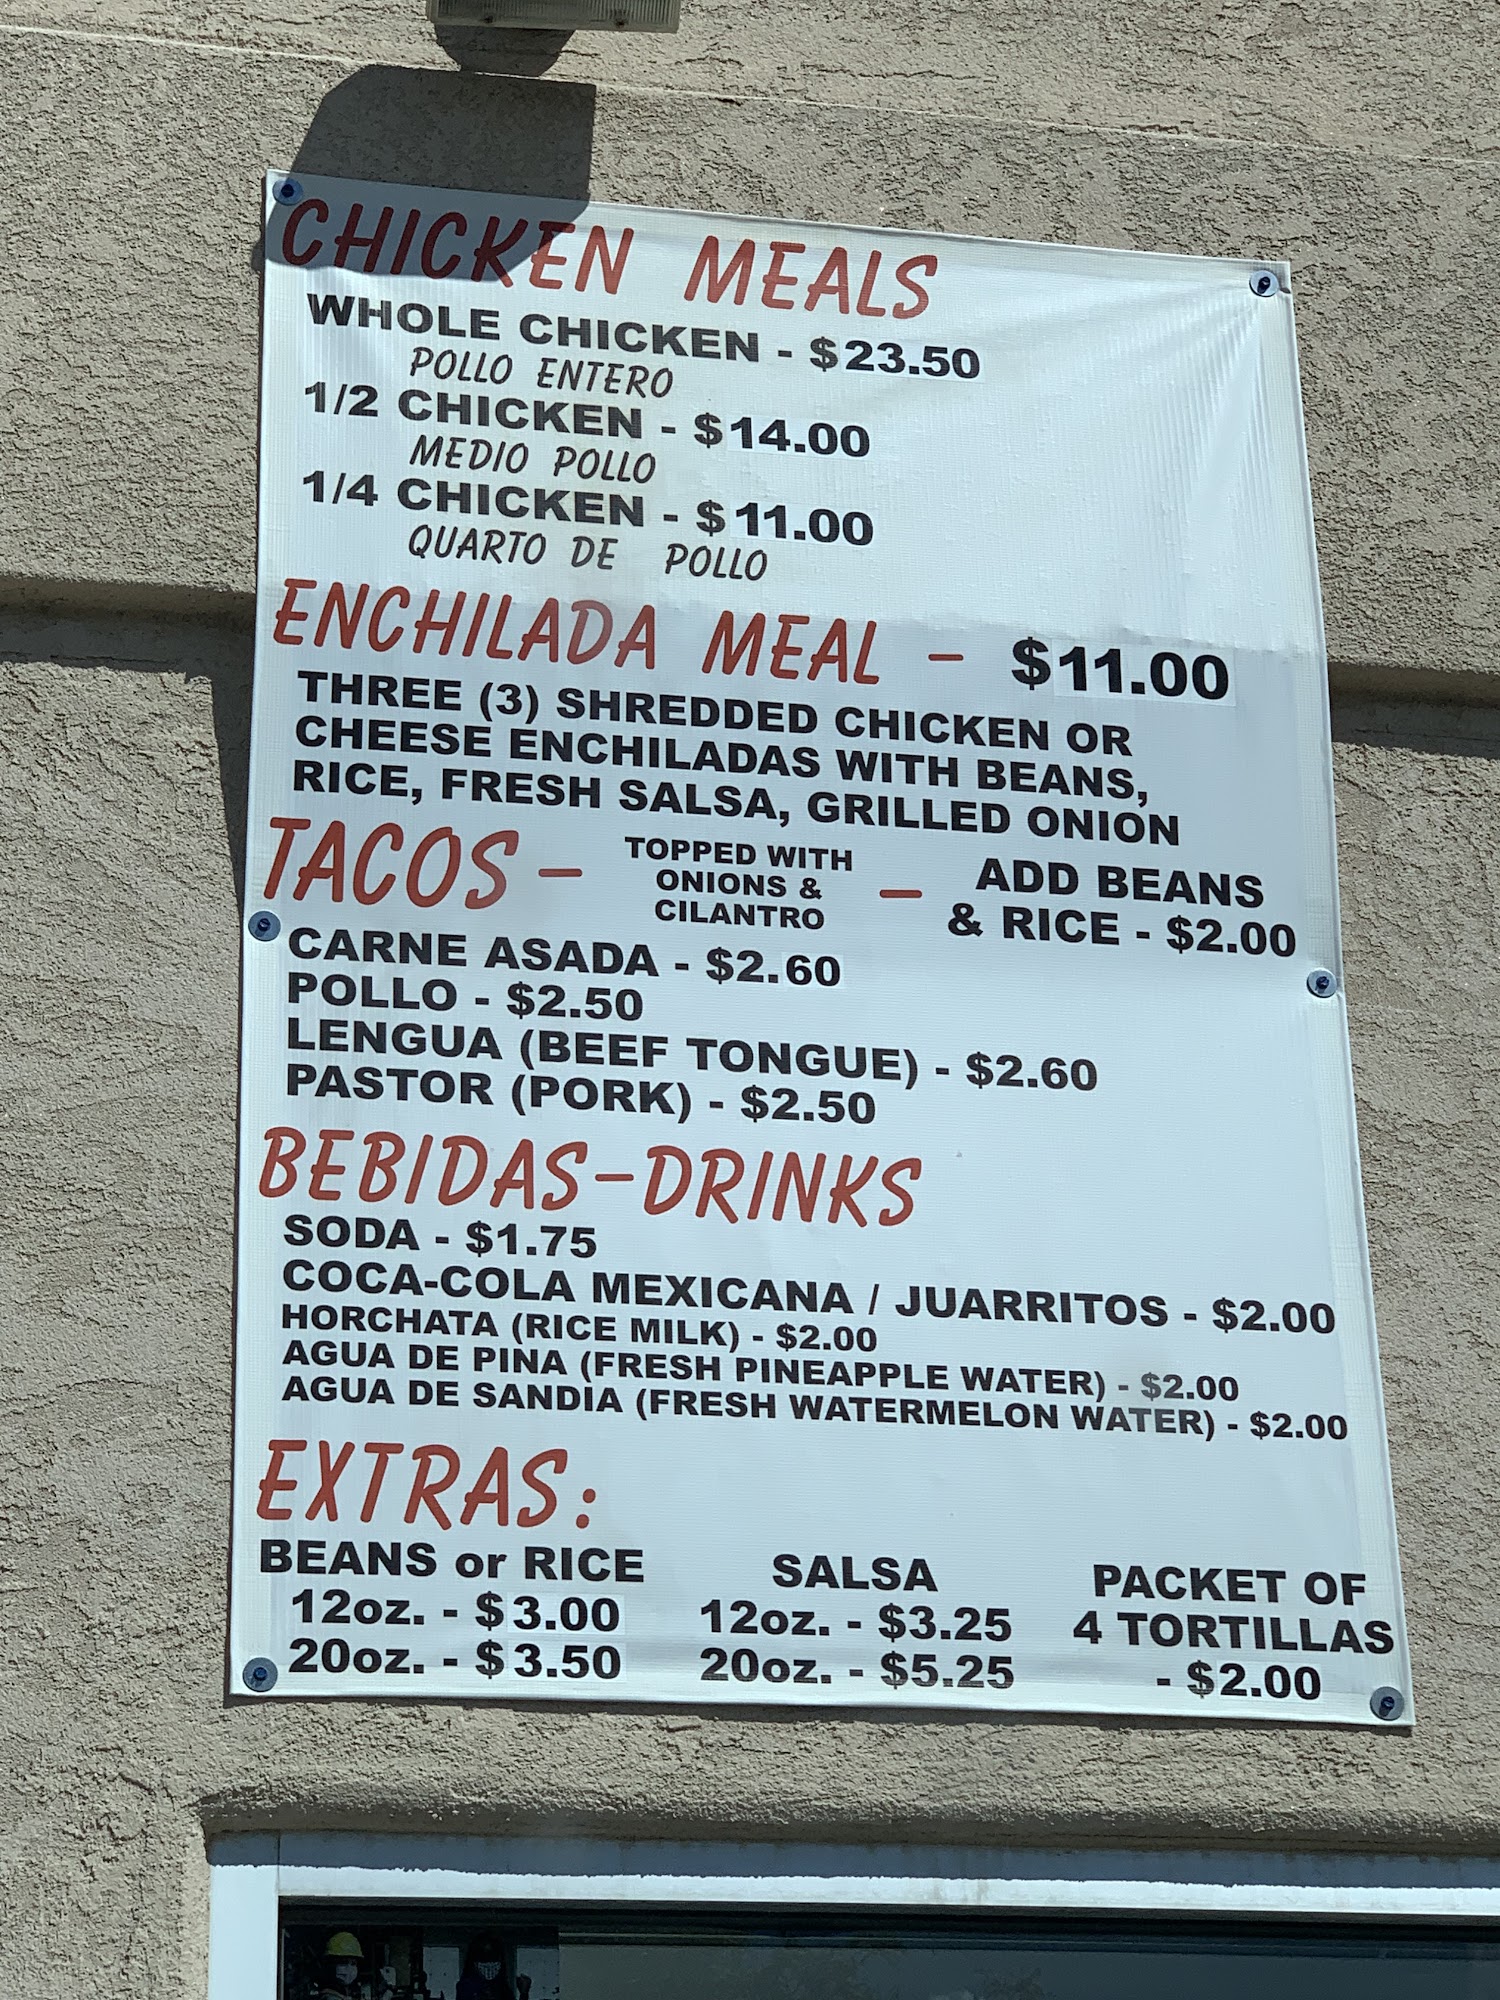 CHICKEN MEALS
WHOLE CHICKEN - $23.50
POLLO ENTERO
1/2 CHICKEN - $14.00
MEDIO POLLO
1/4 CHICKEN - $11.00
QUARTO DE POLLO
ENCHILADA MEAL - $11.00
THREE (3) SHREDDED CHICKEN OR
CHEESE ENCHILADAS WITH BEANS,
RICE, FRESH SALSA, GRILLED ONION
TACOS - TOPPED WITH
ONIONS &
CILANTRO
- ADD BEANS
& RICE - $2.00
CARNE ASADA - $2.60
POLLO - $2.50
LENGUA (BEEF TONGUE) - $2.60
PASTOR (PORK) - $2.50
BEBIDAS-DRINKS
SODA - $1.75
COCA-COLA MEXICANA / JUARRITOS - $2.00
HORCHATA (RICE MILK) - $2.00
AGUA DE PINA (FRESH PINEAPPLE WATER) - $2.00
AGUA DE SANDIA (FRESH WATERMELON WATER) - $2.00
EXTRAS:
BEANS or RICE
12oz. - $3.00
20oz. - $3.50
SALSA
12oz. - $3.25
20oz. - $5.25
PACKET OF
4 TORTILLAS
- $2.00